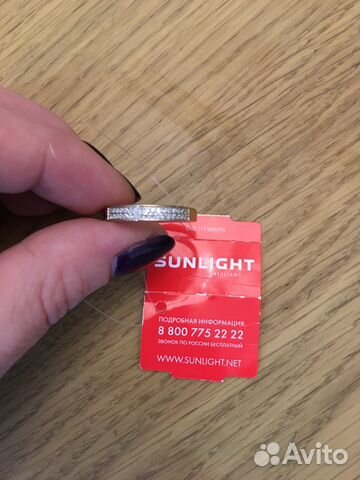 SUNLIGHT
BRILLIANT
ПОДРОБНАЯ ИНФОРМАЦИЯ:
8 800 775 22 22
ЗВОНОК ПО РОССИИ БЕСПЛАТНЫЙ
WWW.SUNLIGHT.NET
Avito